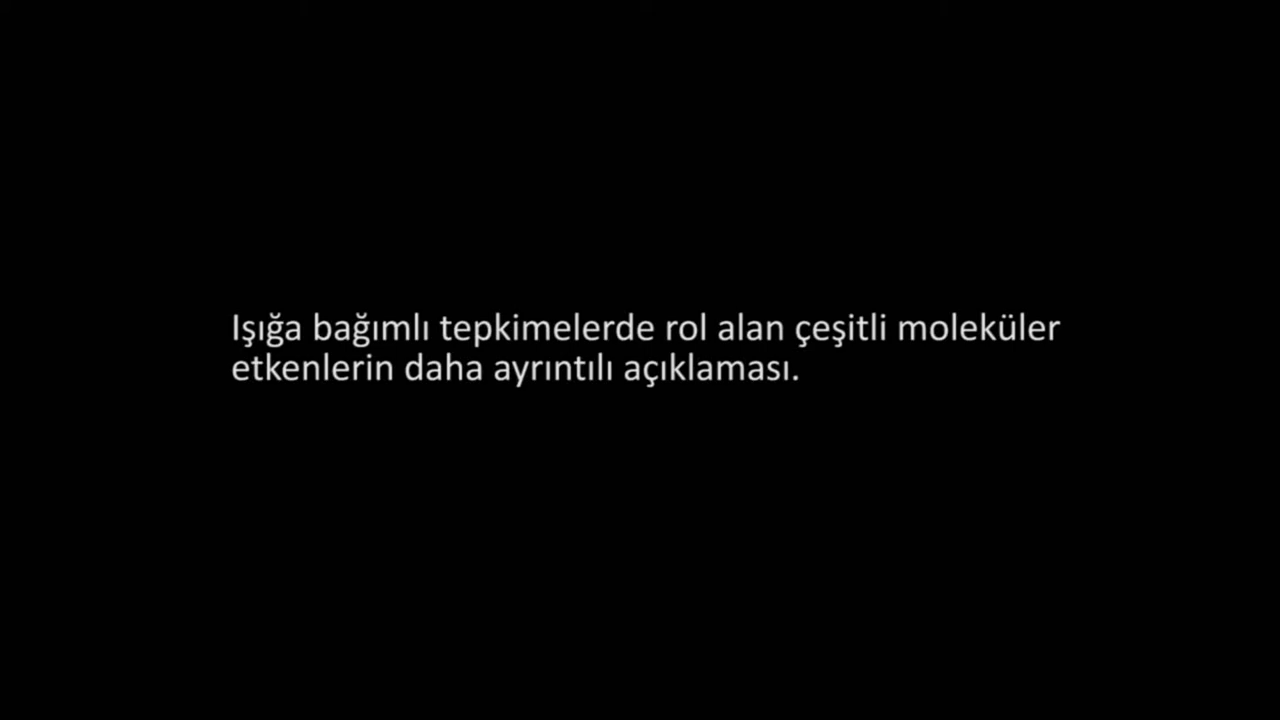 Işığa bağımlı tepkimelerde rol alan çeşitli moleküler
etkenlerin daha ayrıntılı açıklaması.